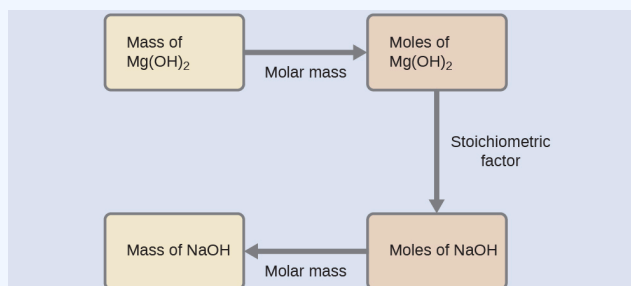 Mass of
Mg(OH)₂
Molar mass
Moles of
Mg(OH)₂
Stoichiometric
factor
Moles of NaOH
Molar mass
Mass of NaOH